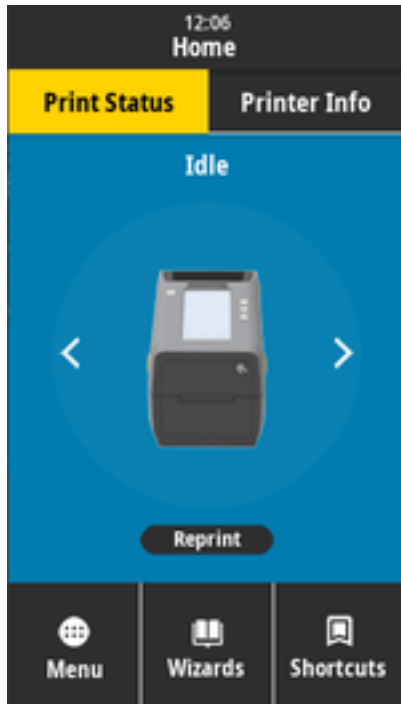 12:06
Home
Print Status
Printer Info
Idle
Reprint
Menu
Wizards
Shortcuts